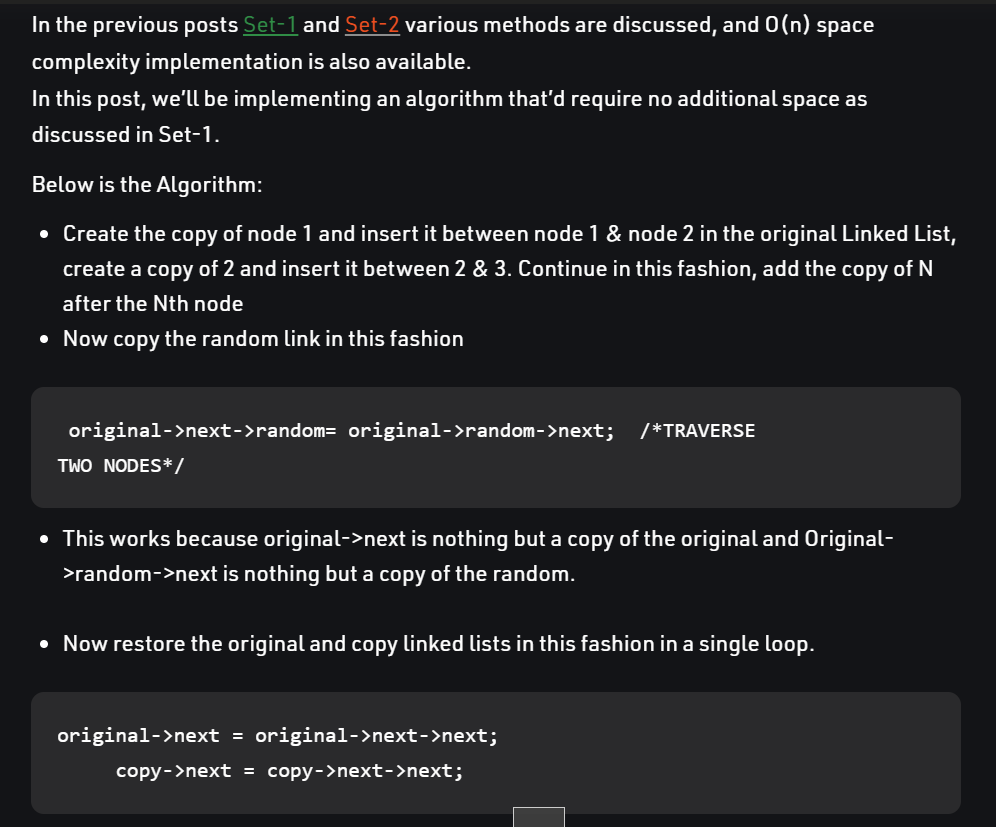 In the previous posts Set-1 and Set-2 various methods are discussed, and O(n) space
complexity implementation is also available.
In this post, we’ll be implementing an algorithm that’d require no additional space as
discussed in Set-1.
Below is the Algorithm:
• Create the copy of node 1 and insert it between node 1 & node 2 in the original Linked List,
create a copy of 2 and insert it between 2 & 3. Continue in this fashion, add the copy of N
after the Nth node
• Now copy the random link in this fashion
original->next->random= original->random->next;  /*TRAVERSE
TWO NODES*/
• This works because original->next is nothing but a copy of the original and Original-
>random->next is nothing but a copy of the random.
• Now restore the original and copy linked lists in this fashion in a single loop.
original->next = original->next->next;
copy->next = copy->next->next;